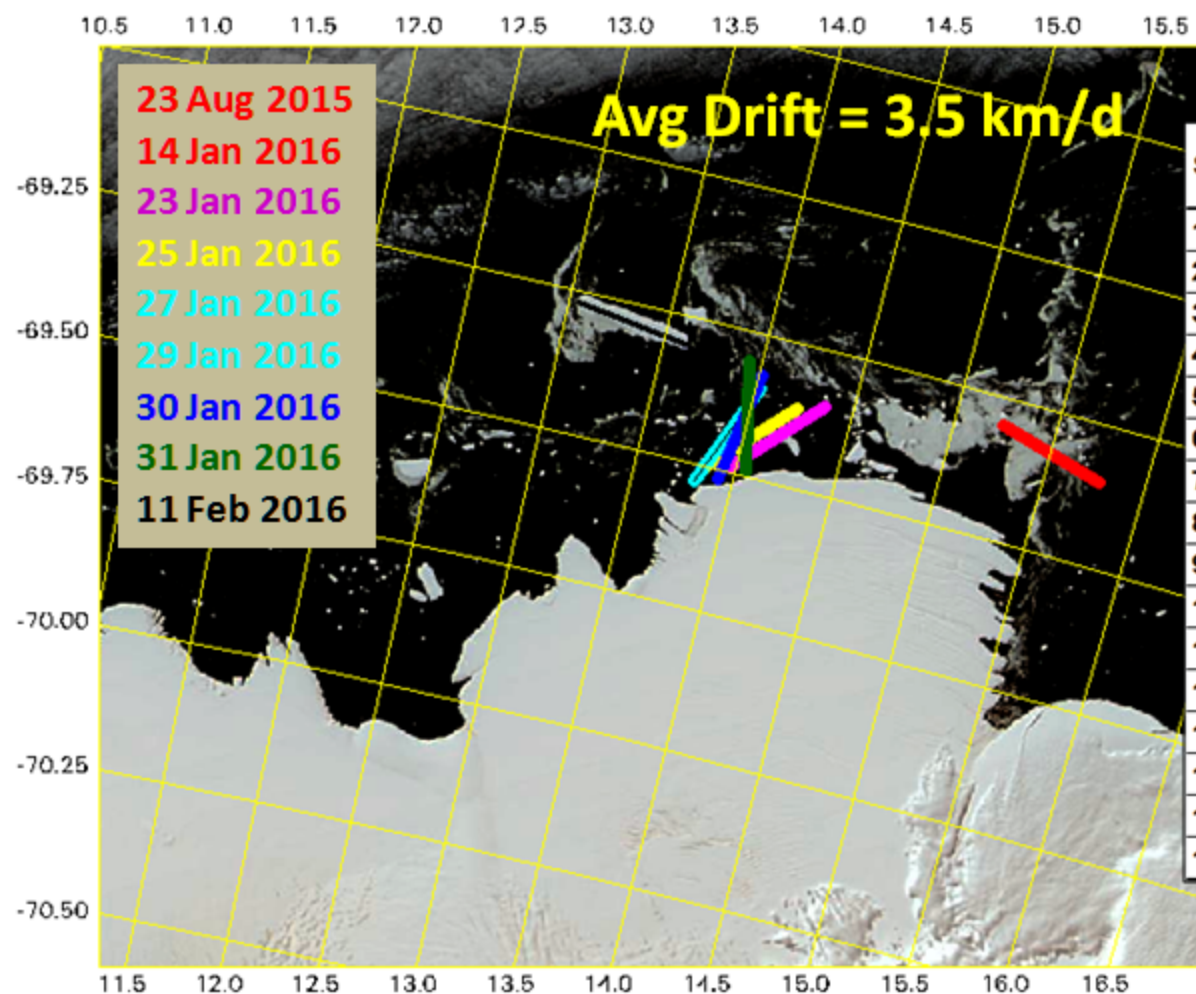 10.5 11.0 11.5 12.0 12.5 13.0 13.5 14.0 14.5 15.0 15.5
Avg Drift = 3.5 km/d
23 Aug 2015
14 Jan 2016
23 Jan 2016
25 Jan 2016
27 Jan 2016
29 Jan 2016
30 Jan 2016
31 Jan 2016
11 Feb 2016
-69.25
-69.50
-69.75
-70.00
-70.25
-70.50
11.5 12.0 12.5 13.0 13.5 14.0 14.5 15.0 15.5 16.0 16.5